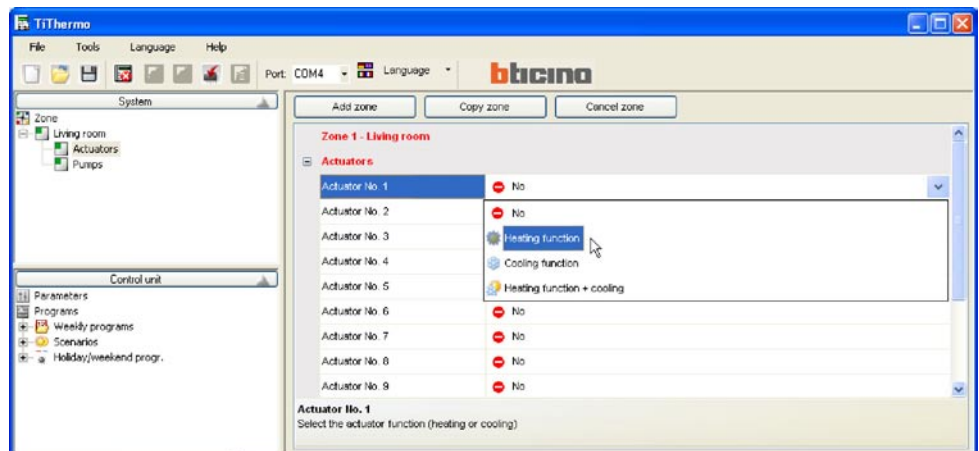 TiThermo
File Tools Language Help
Port: COM4 Language bticino
System
Zone
Living room
Actuators
Pumps
Control unit
Parameters
Programs
Weekly programs
Scenarios
Holiday/weekend progr.
Add zone Copy zone Cancel zone
Zone 1 - Living room
Actuators
Actuator No. 1 No
Actuator No. 2 No
Actuator No. 3 Heating function
Actuator No. 4 Cooling function
Actuator No. 5 Heating function + cooling
Actuator No. 6 No
Actuator No. 7 No
Actuator No. 8 No
Actuator No. 9 No
Actuator No. 1
Select the actuator function (heating or cooling)